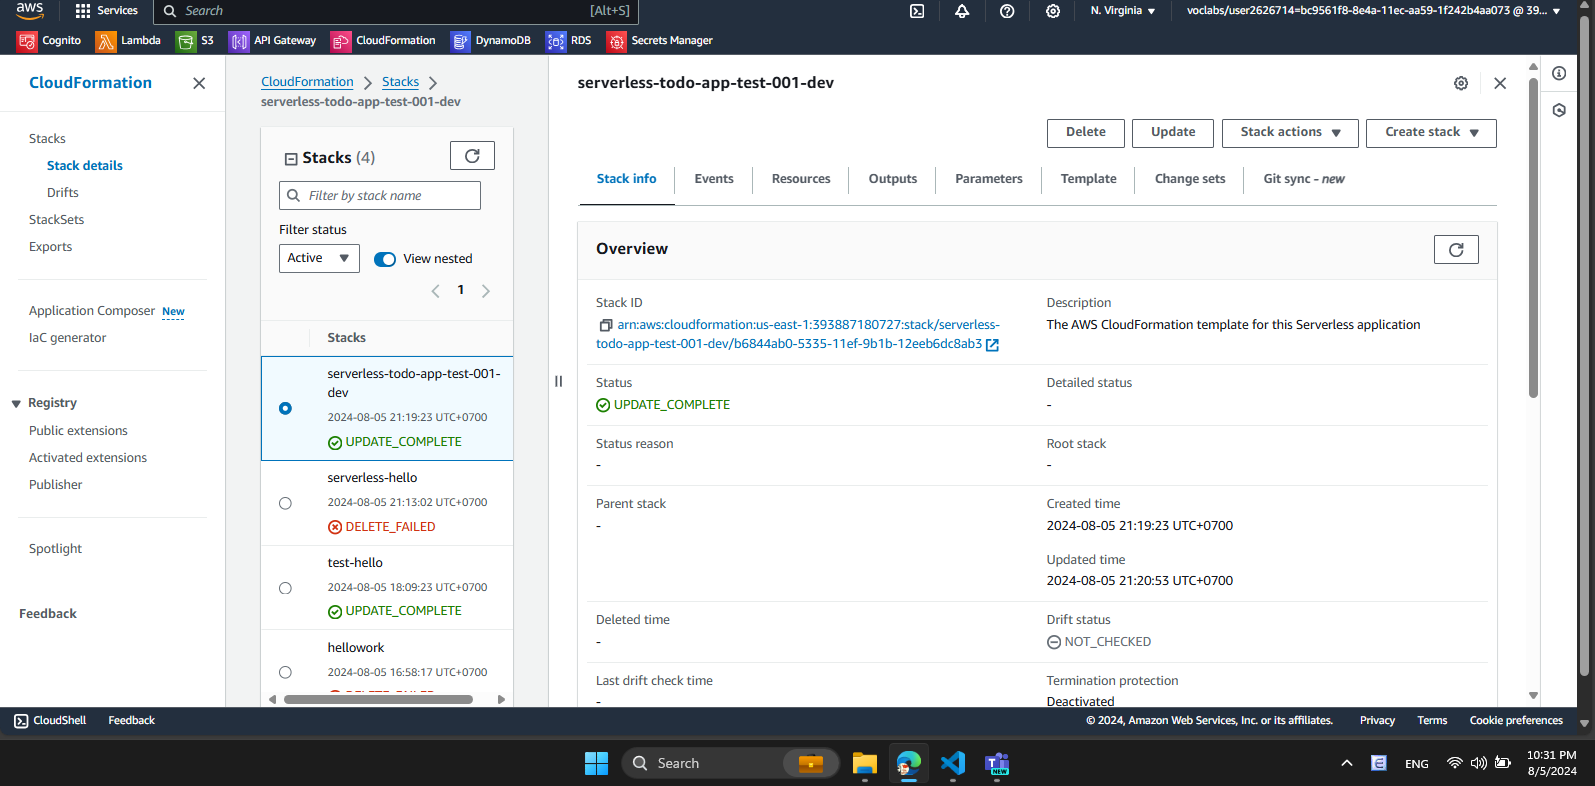 aws
Services
Search
[Alt+S]
N. Virginia
voclabs/user2626714=bc9561f8-8e4a-11ec-aa59-1f242b4aa073 @ 39...
Cognito
Lambda
S3
API Gateway
CloudFormation
DynamoDB
RDS
Secrets Manager
CloudFormation
Stacks
Stack details
Drifts
StackSets
Exports
Application Composer New
IaC generator
Registry
Public extensions
Activated extensions
Publisher
Spotlight
Feedback
CloudFormation
Stacks
serverless-todo-app-test-001-dev
Stacks (4)
Filter by stack name
Filter status
Active
View nested
1
Stacks
serverless-todo-app-test-001-
dev
2024-08-05 21:19:23 UTC+0700
UPDATE_COMPLETE
serverless-hello
2024-08-05 21:13:02 UTC+0700
DELETE_FAILED
test-hello
2024-08-05 18:09:23 UTC+0700
UPDATE_COMPLETE
hellowork
2024-08-05 16:58:17 UTC+0700
serverless-todo-app-test-001-dev
Delete
Update
Stack actions
Create stack
Stack info
Events
Resources
Outputs
Parameters
Template
Change sets
Git sync - new
Overview
Stack ID
arn:aws:cloudformation:us-east-1:393887180727:stack/serverless-
todo-app-test-001-dev/b6844ab0-5335-11ef-9b1b-12eeb6dc8ab3
Description
The AWS CloudFormation template for this Serverless application
Status
UPDATE_COMPLETE
Detailed status
-
Status reason
-
Root stack
-
Parent stack
-
Created time
2024-08-05 21:19:23 UTC+0700
Updated time
2024-08-05 21:20:53 UTC+0700
Deleted time
-
Drift status
NOT_CHECKED
Last drift check time
-
Termination protection
Deactivated
CloudShell
Feedback
© 2024, Amazon Web Services, Inc. or its affiliates.
Privacy
Terms
Cookie preferences
Search
NEW
ENG
10:31 PM
8/5/2024